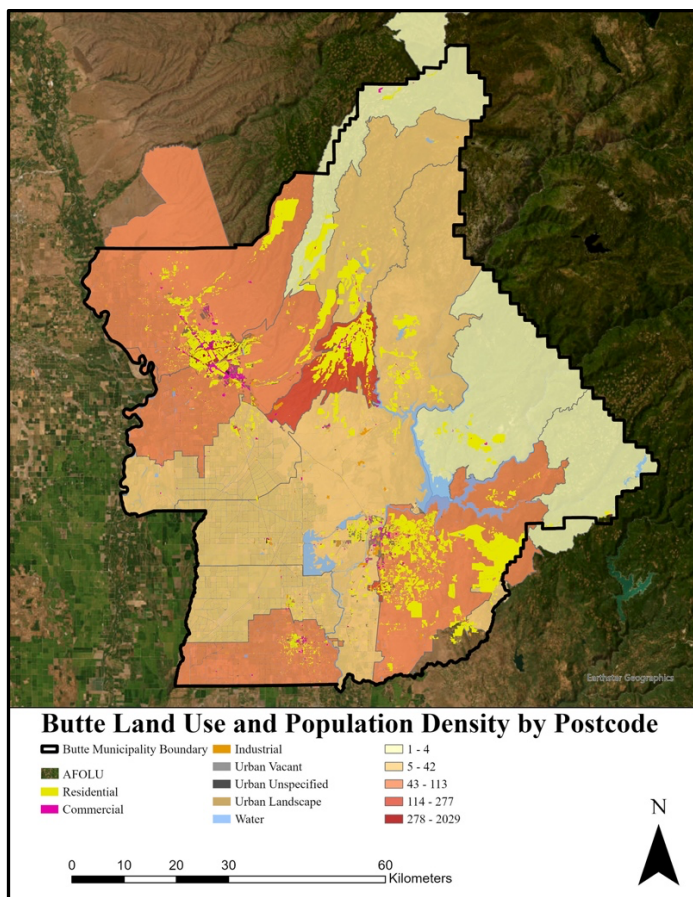 Earthstar Geographics
Butte Land Use and Population Density by Postcode
Butte Municipality Boundary
AFOLU
Residential
Commercial
Industrial
Urban Vacant
Urban Unspecified
Urban Landscape
Water
1 - 4
5 - 42
43 - 113
114 - 277
278 - 2029
N
0 10 20 30 60
Kilometers